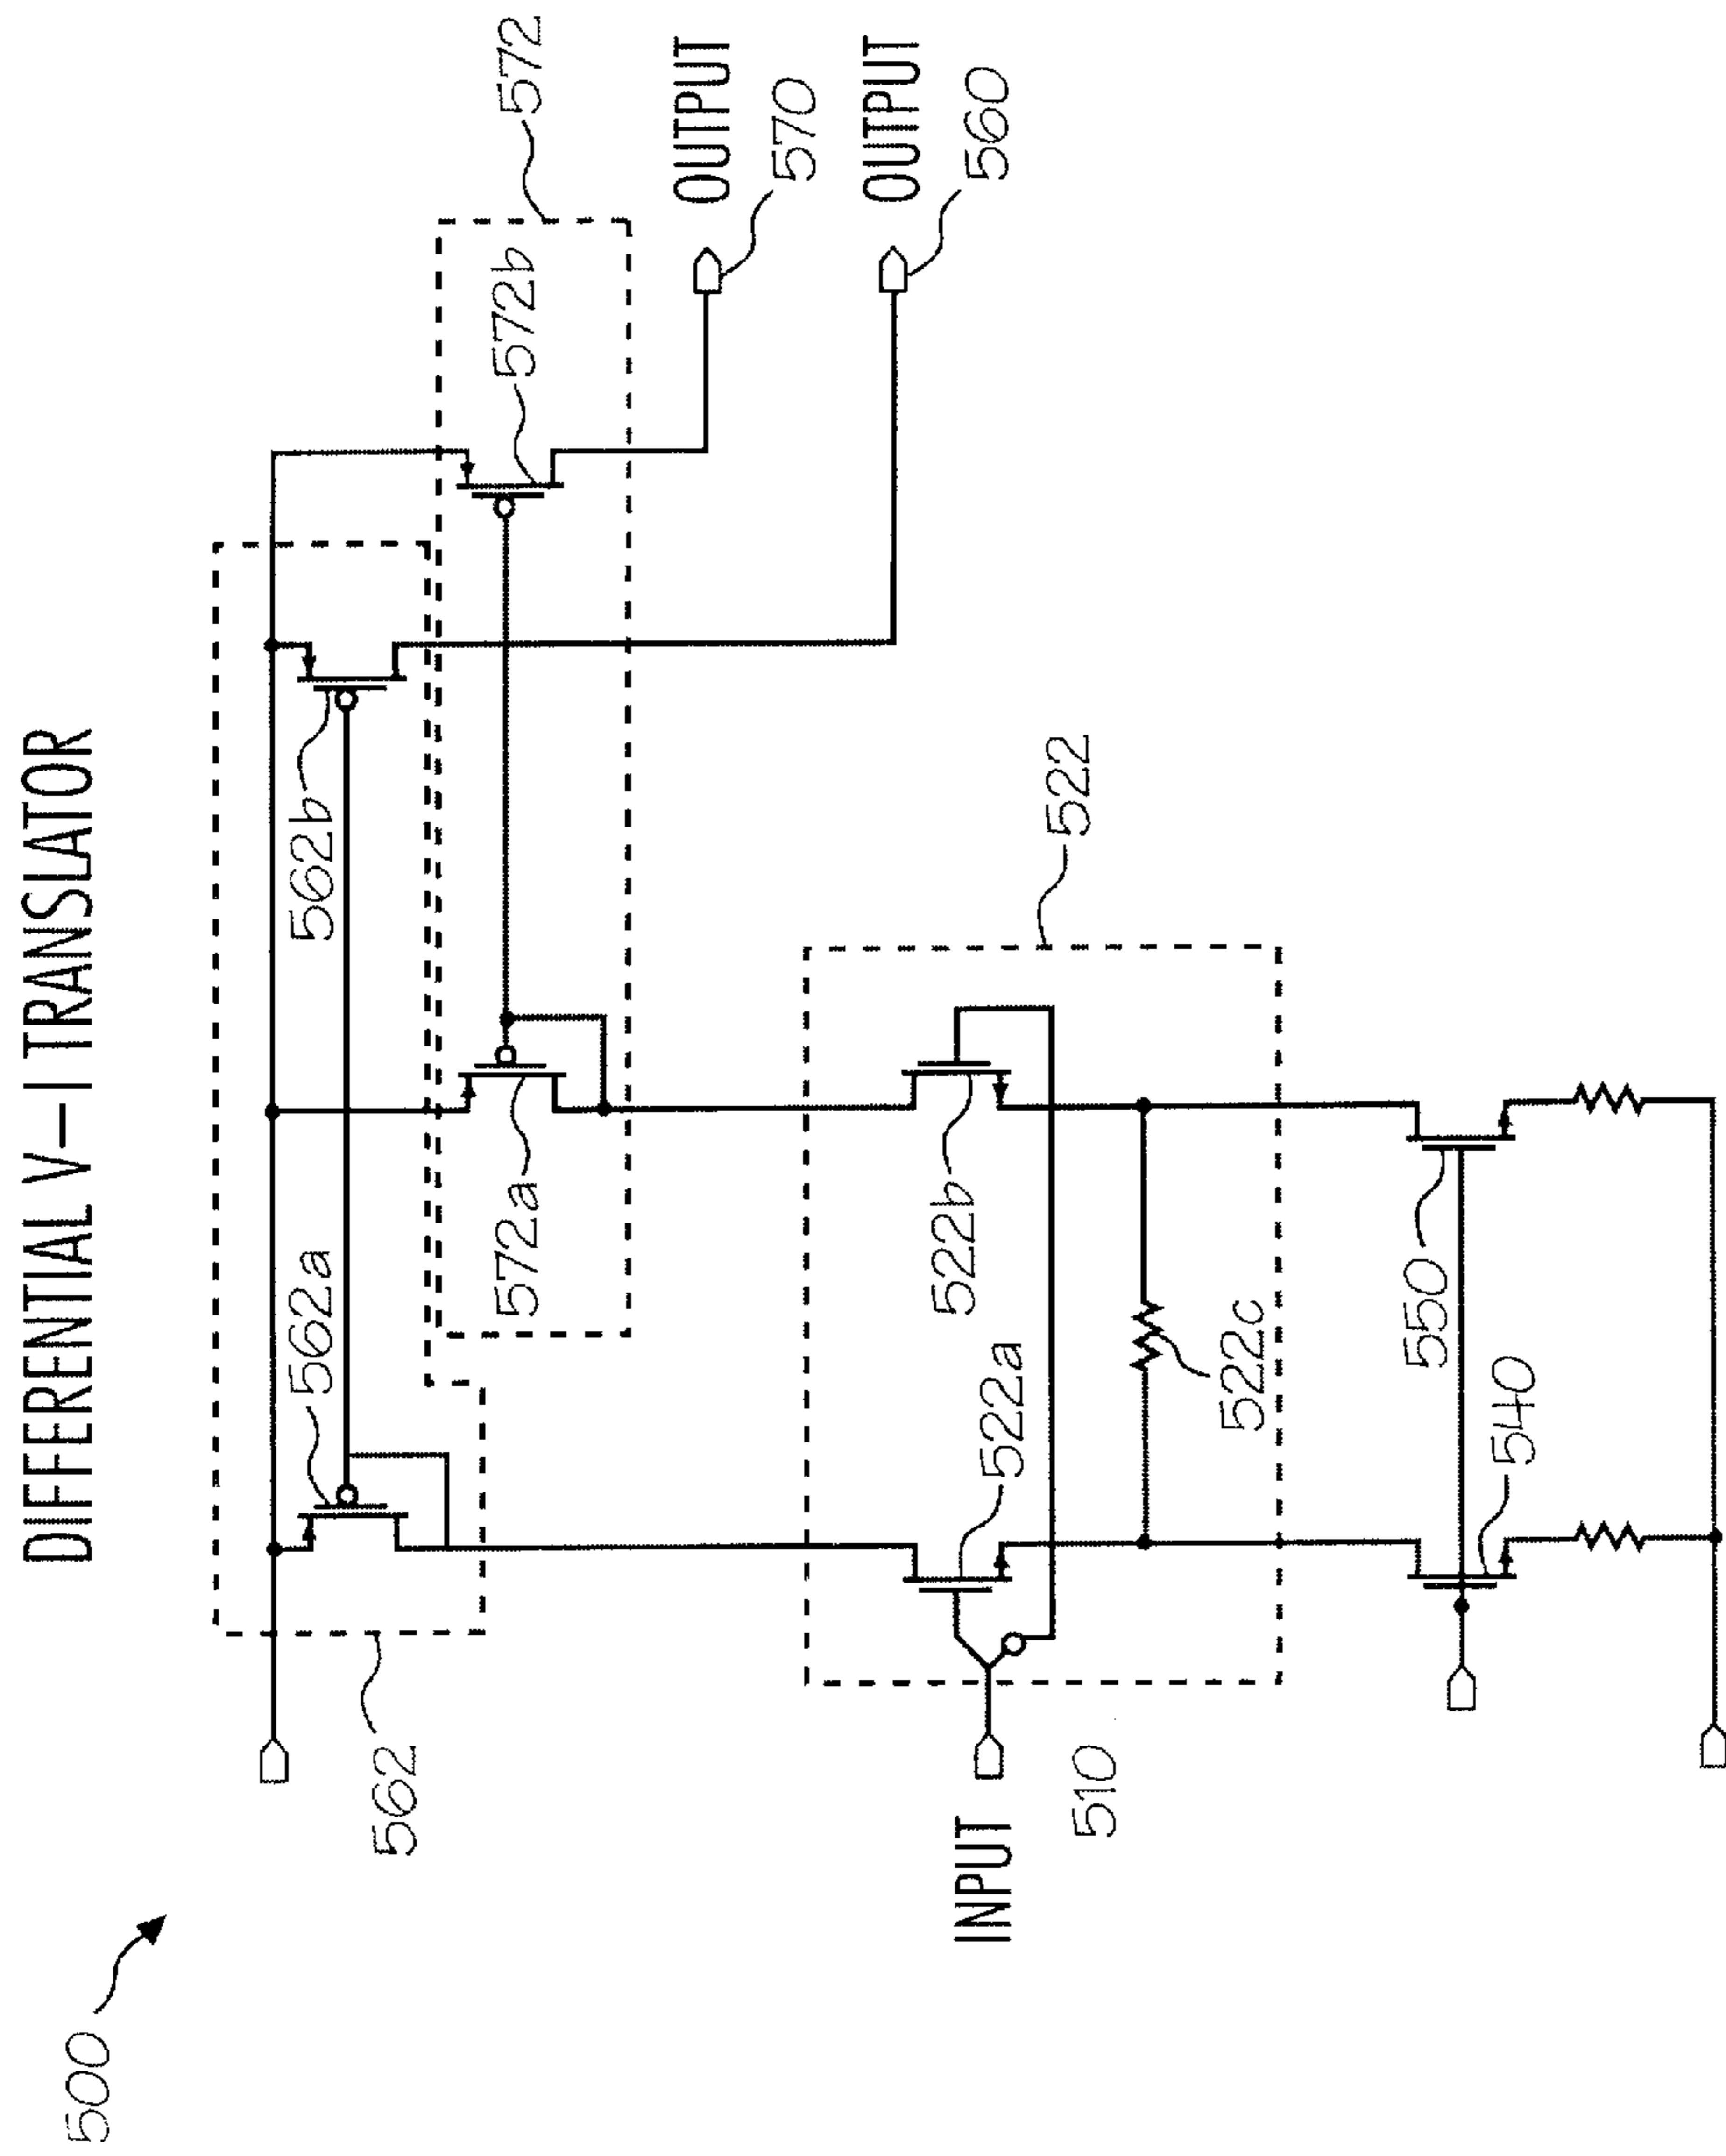 DIFFERENTIAL V-I TRANSLATOR
500
562
562a
562b
572
572a
572b
OUTPUT
570
OUTPUT
560
INPUT
510
522
522a
522b
522c
540
550